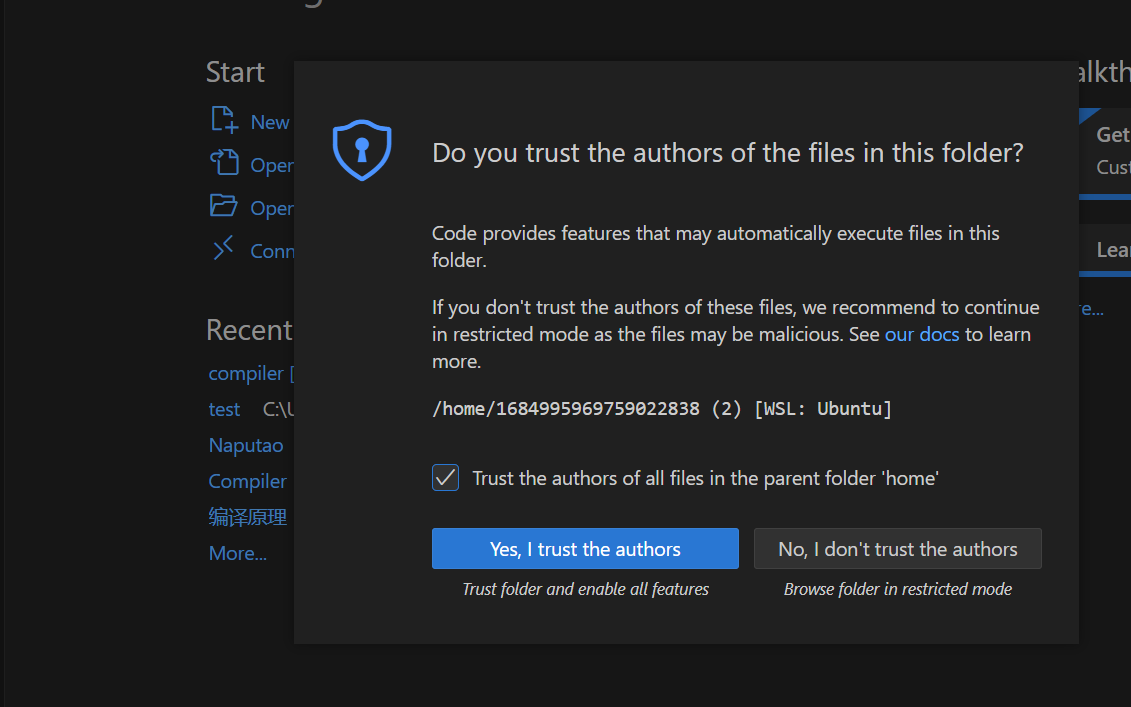 Start
New
Open
Open
Conn
Recent
compiler [
test C:\U
Naputao
Compiler
编译原理
More...
Do you trust the authors of the files in this folder?
Code provides features that may automatically execute files in this
folder.
If you don't trust the authors of these files, we recommend to continue
in restricted mode as the files may be malicious. See our docs to learn
more.
/home/1684995969759022838 (2) [WSL: Ubuntu]
Trust the authors of all files in the parent folder 'home'
Yes, I trust the authors
No, I don't trust the authors
Trust folder and enable all features
Browse folder in restricted mode
alkth
Get
Cust
Lear
re...